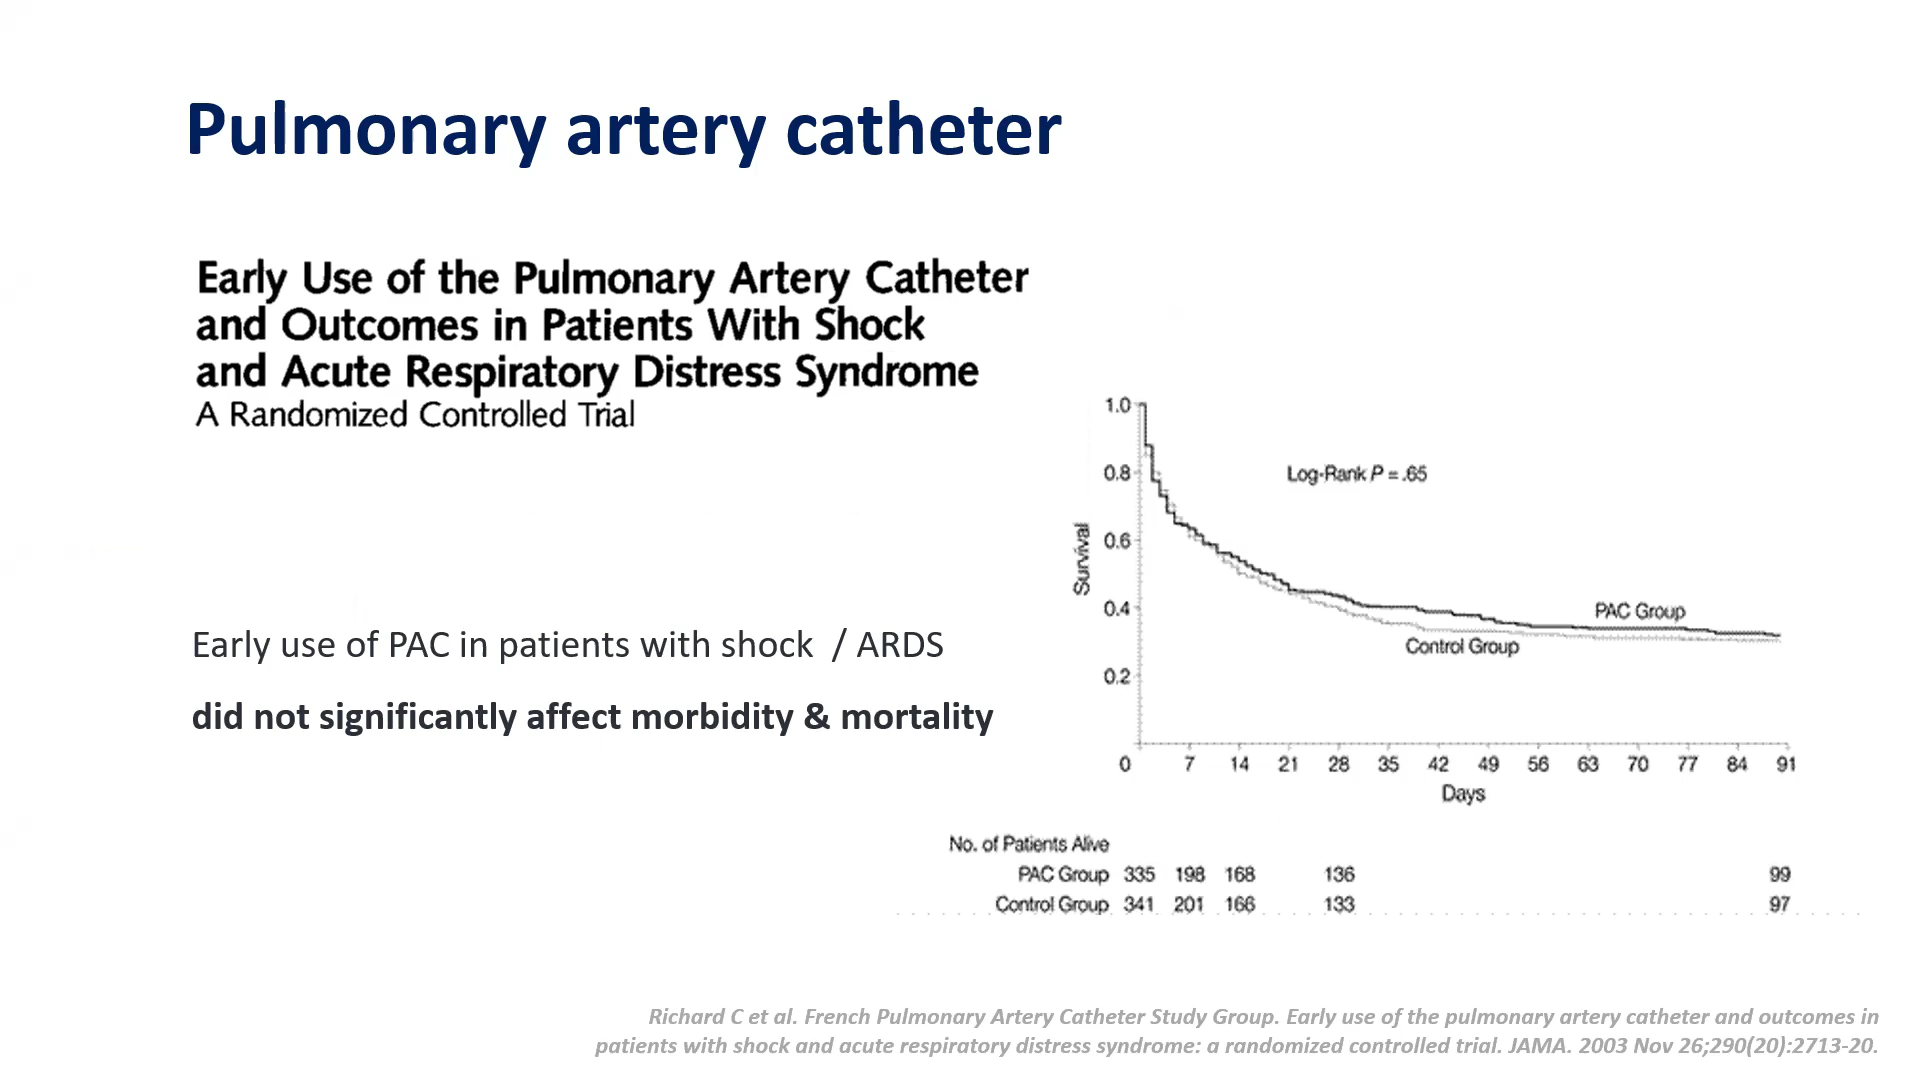 Pulmonary artery catheter
Early Use of the Pulmonary Artery Catheter
and Outcomes in Patients With Shock
and Acute Respiratory Distress Syndrome
A Randomized Controlled Trial
Early use of PAC in patients with shock / ARDS
did not significantly affect morbidity & mortality
1.0
0.8
0.6
0.4
0.2
Survival
Log-Rank P = .65
PAC Group
Control Group
0 7 14 21 28 35 42 49 56 63 70 77 84 91
Days
No. of Patients Alive
PAC Group 335 198 168 136 99
Control Group 341 201 166 133 97
Richard C et al. French Pulmonary Artery Catheter Study Group. Early use of the pulmonary artery catheter and outcomes in
patients with shock and acute respiratory distress syndrome: a randomized controlled trial. JAMA. 2003 Nov 26;290(20):2713-20.